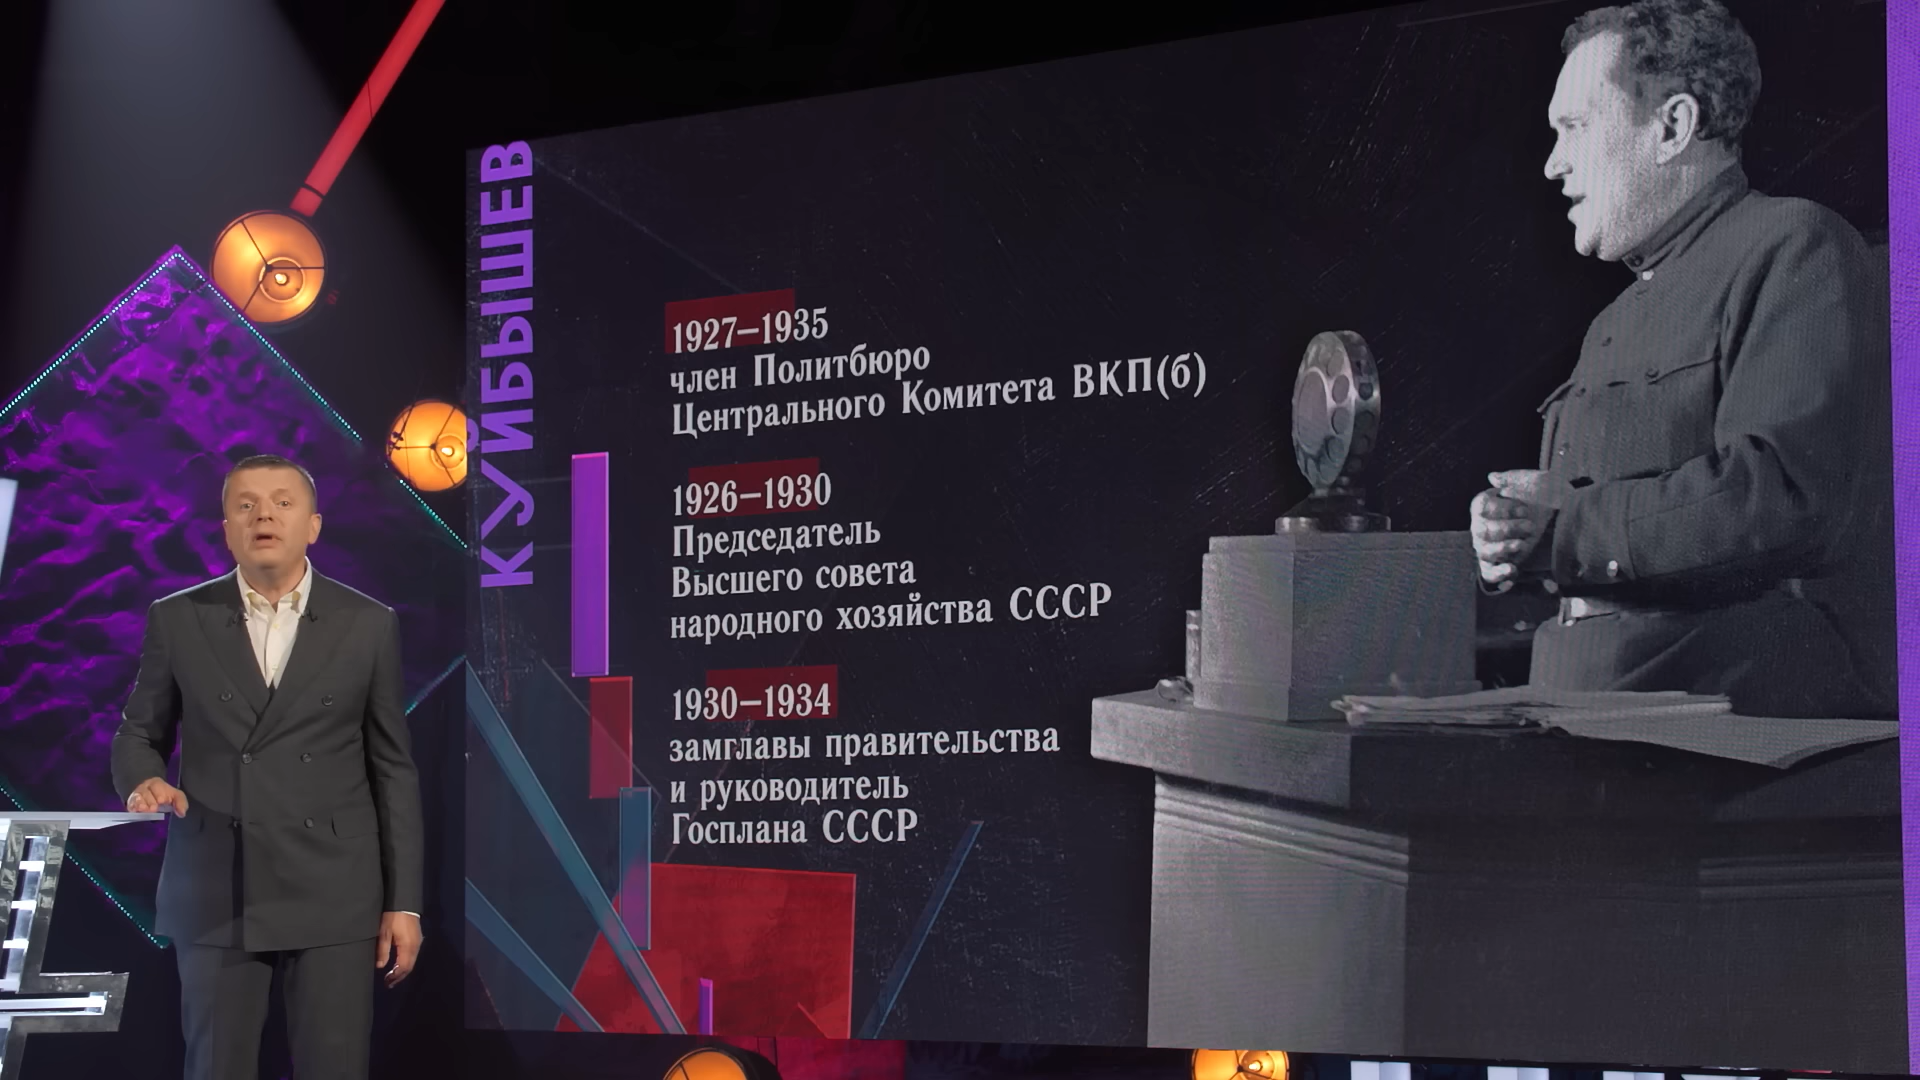 КУЙБЫШЕВ
1927–1935
член Политбюро
Центрального Комитета ВКП(б)
1926–1930
Председатель
Высшего совета
народного хозяйства СССР
1930–1934
замглавы правительства
и руководитель
Госплана СССР